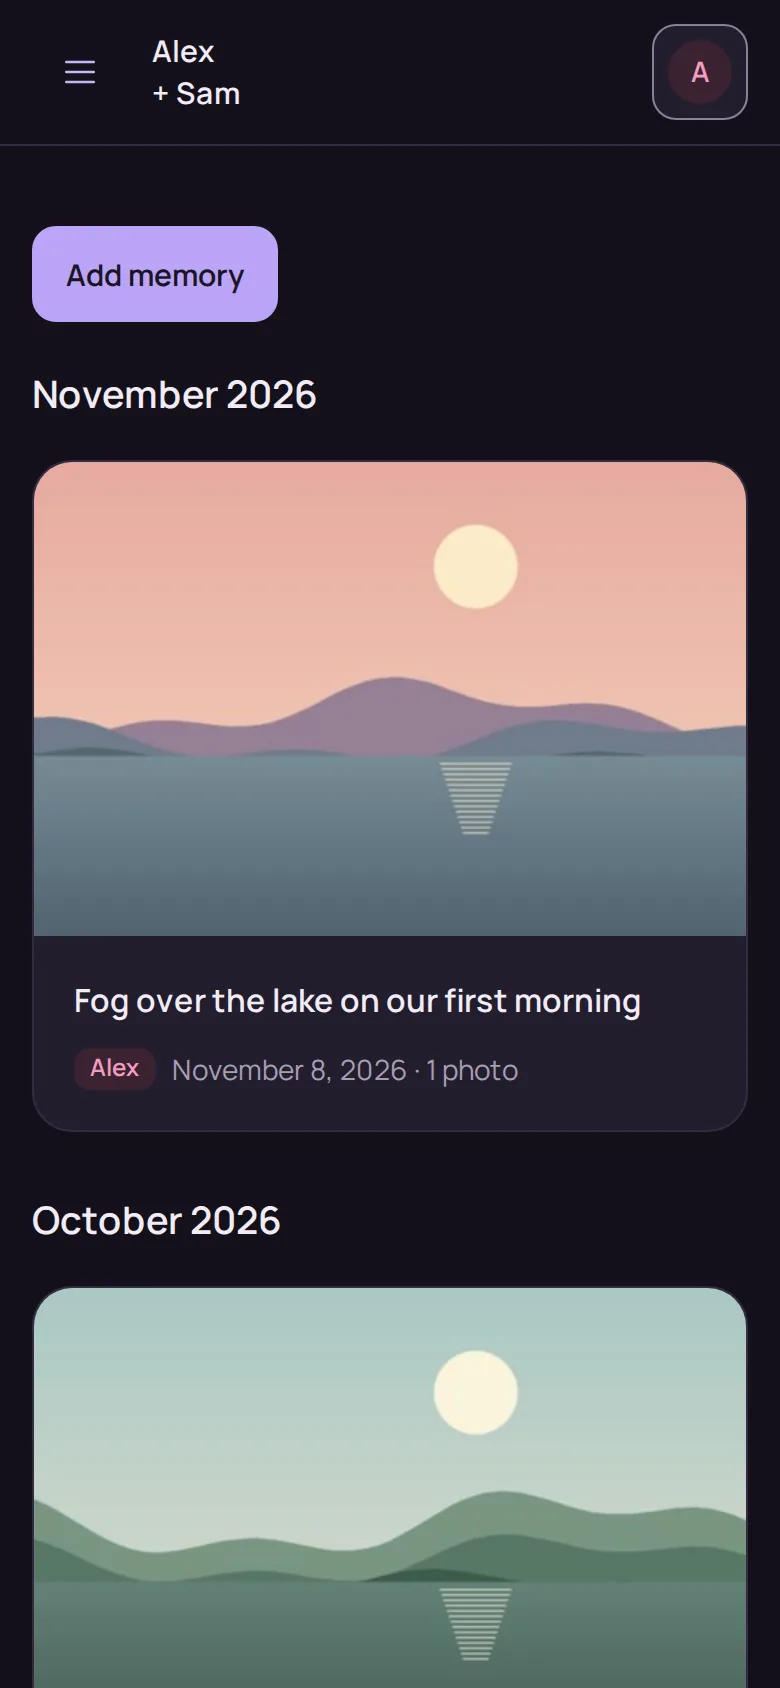 Alex
+ Sam
A
Add memory
November 2026
Fog over the lake on our first morning
Alex November 8, 2026 · 1 photo
October 2026